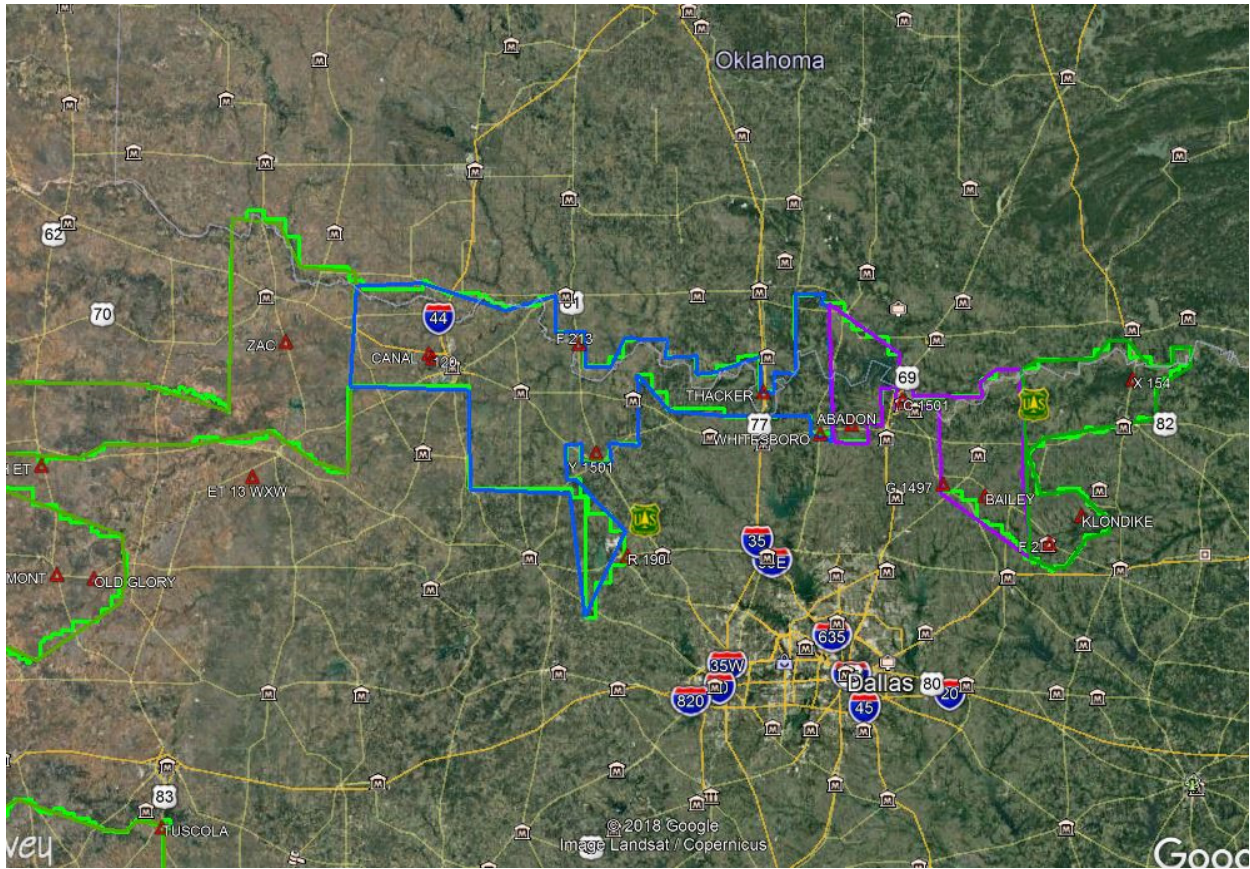 Oklahoma
62
70
44
ZAC
CANAL
F 213
THACKER
77
WHITESBORO
ABADON
69
X 154
82
ET 13 WXW
Y 1501
G 1497
BAILEY
KLONDIKE
OLD GLORY
R 190
35
635
35W
820
Dallas
80
20
45
83
TUSCOLA
© 2018 Google
Image Landsat / Copernicus